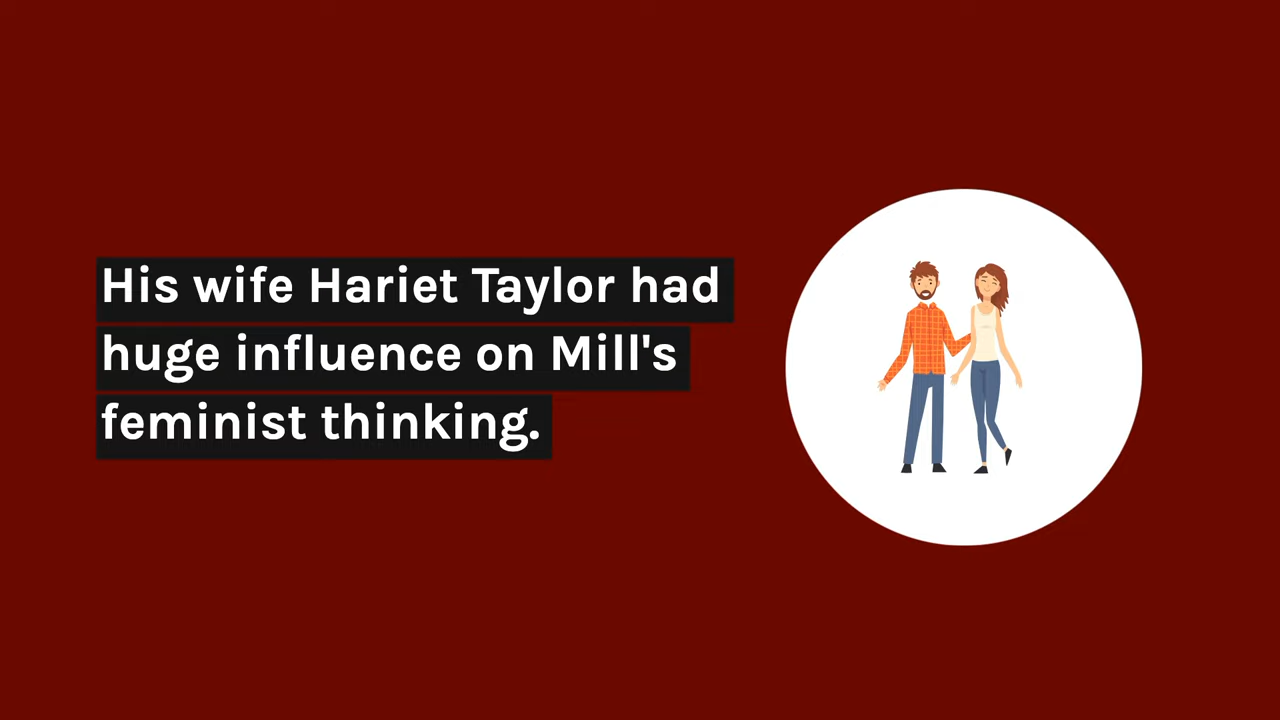 His wife Hariet Taylor had
huge influence on Mill's
feminist thinking.